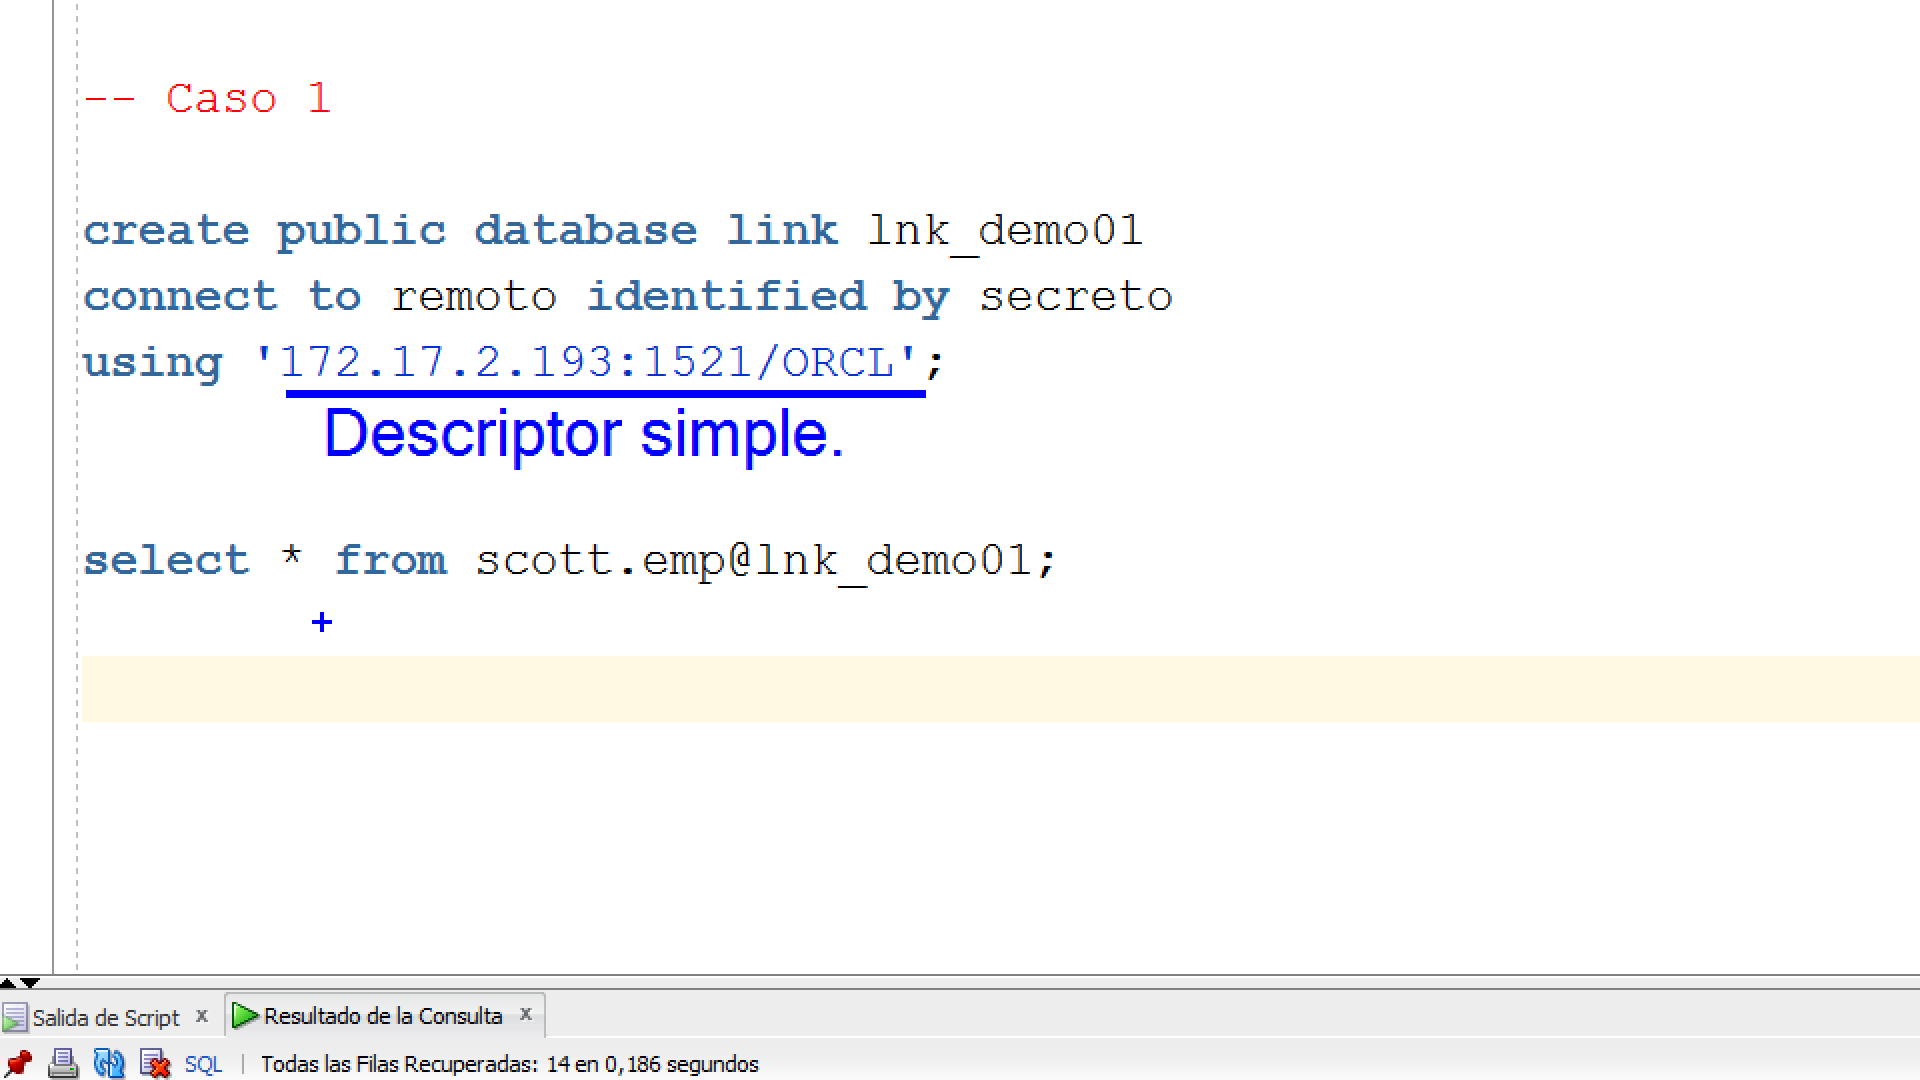 -- Caso 1
create public database link lnk_demo01
connect to remoto identified by secreto
using '172.17.2.193:1521/ORCL';
Descriptor simple.
select * from scott.emp@lnk_demo01;
+
Salida de Script x Resultado de la Consulta x
SQL | Todas las Filas Recuperadas: 14 en 0,186 segundos